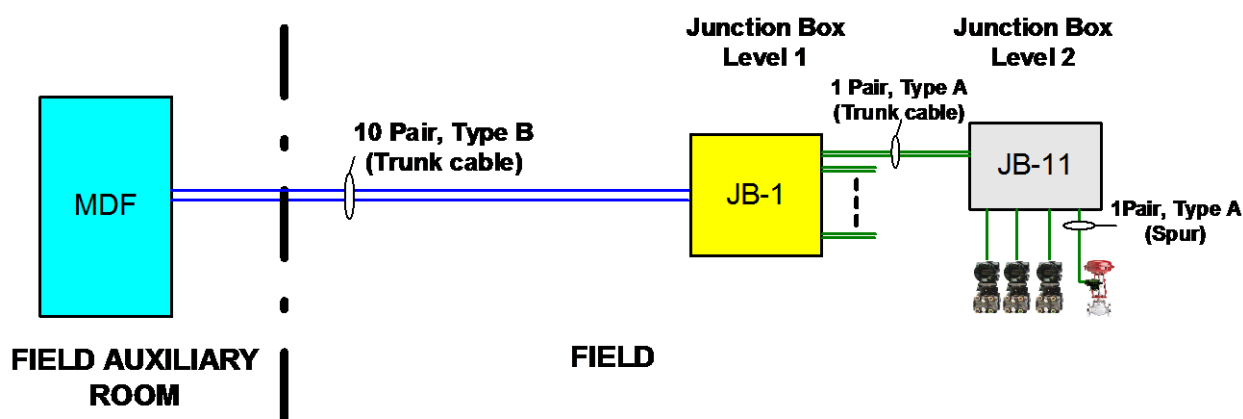 Junction Box
Level 1
Junction Box
Level 2
1 Pair, Type A
(Trunk cable)
10 Pair, Type B
(Trunk cable)
MDF
JB-1
JB-11
1Pair, Type A
(Spur)
FIELD AUXILIARY
ROOM
FIELD